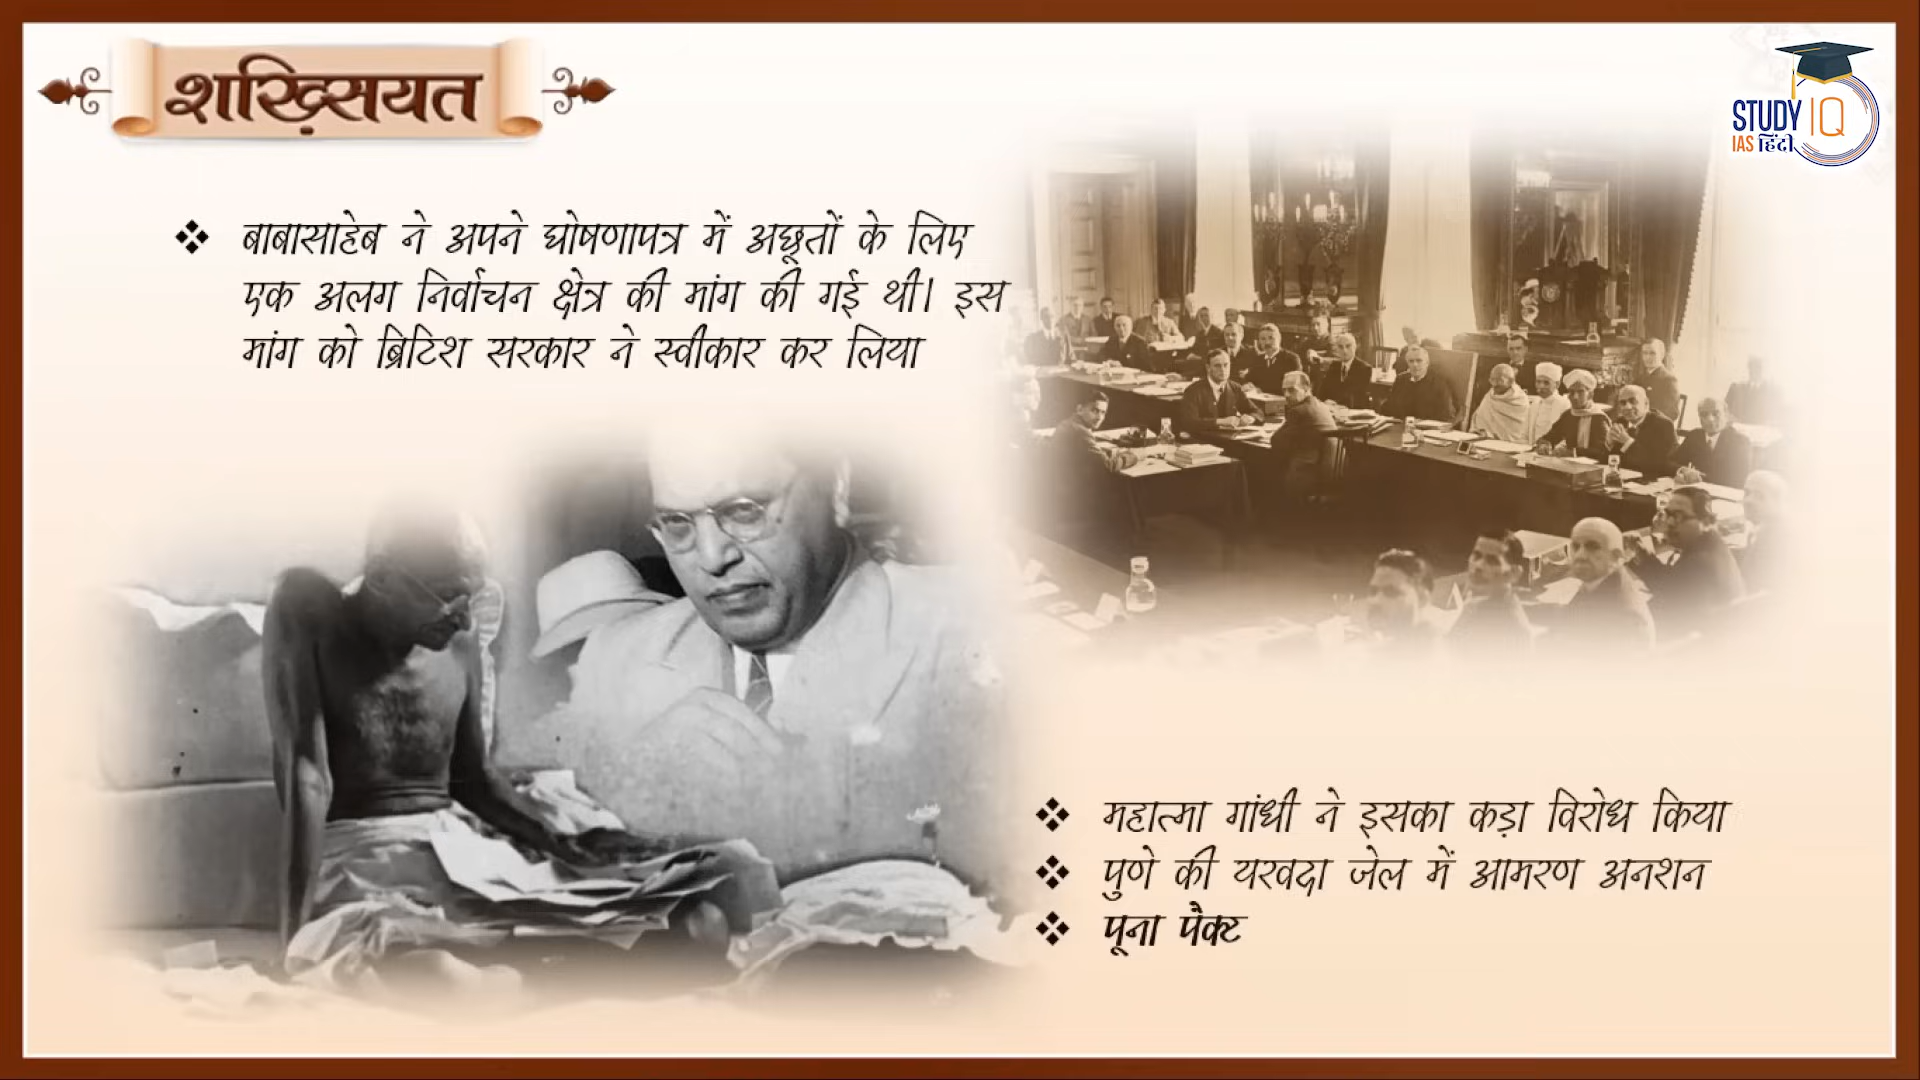 शख़्सियत
STUDY IQ
IAS हिंदी
❖ बाबासाहेब ने अपने घोषणापत्र में अछूतों के लिए
एक अलग निर्वाचन क्षेत्र की मांग की गई थी। इस
मांग को ब्रिटिश सरकार ने स्वीकार कर लिया
❖ महात्मा गांधी ने इसका कड़ा विरोध किया
❖ पुणे की यरवदा जेल में आमरण अनशन
❖ पूना पैक्ट